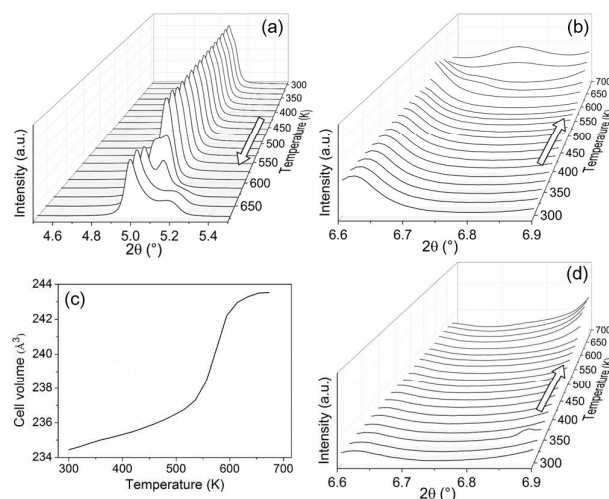 (a)
Intensity (a.u.)
4.6 4.8 5.0 5.2 5.4
2θ (°)
300
350
400
450
500
550
600
650
Temperature (K)
(b)
Intensity (a.u.)
6.6 6.7 6.8 6.9
2θ (°)
700
600
550
500
450
400
350
300
Temperature (K)
(c)
Cell volume (Å³)
244
242
240
238
236
234
300 400 500 600 700
Temperature (K)
(d)
Intensity (a.u.)
6.6 6.7 6.8 6.9
2θ (°)
700
600
550
500
450
400
350
300
Temperature (K)